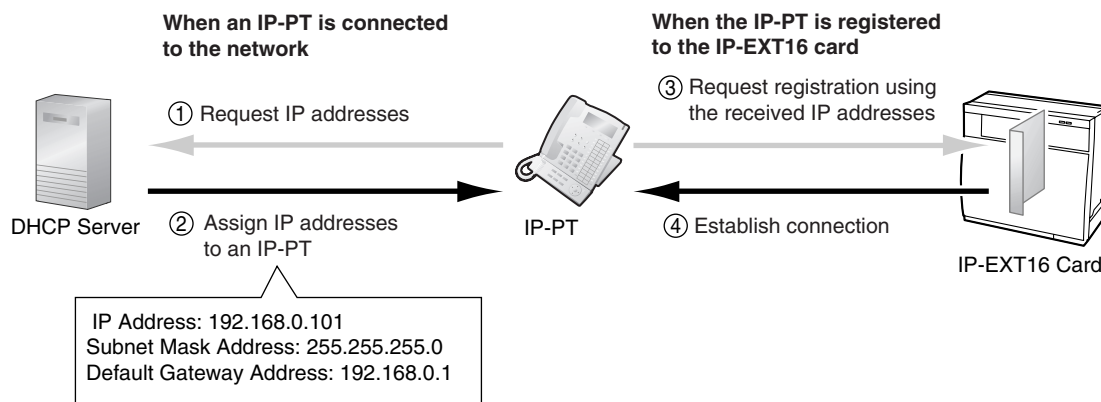 When an IP-PT is connected
to the network
When the IP-PT is registered
to the IP-EXT16 card
① Request IP addresses
③ Request registration using
the received IP addresses
② Assign IP addresses
to an IP-PT
④ Establish connection
DHCP Server
IP-PT
IP-EXT16 Card
IP Address: 192.168.0.101
Subnet Mask Address: 255.255.255.0
Default Gateway Address: 192.168.0.1